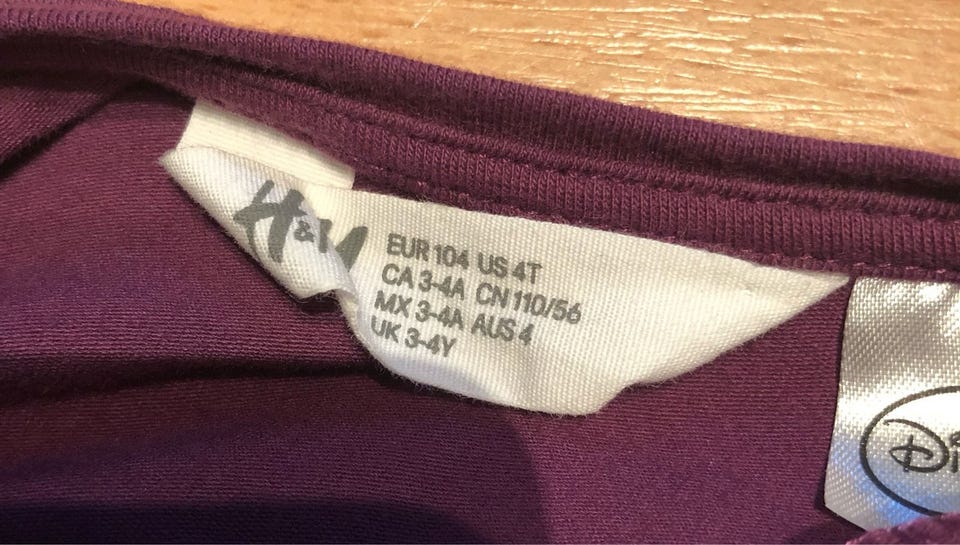 H&M
EUR 104 US 4T
CA 3-4A CN 110/56
MX 3-4A AUS 4
UK 3-4Y